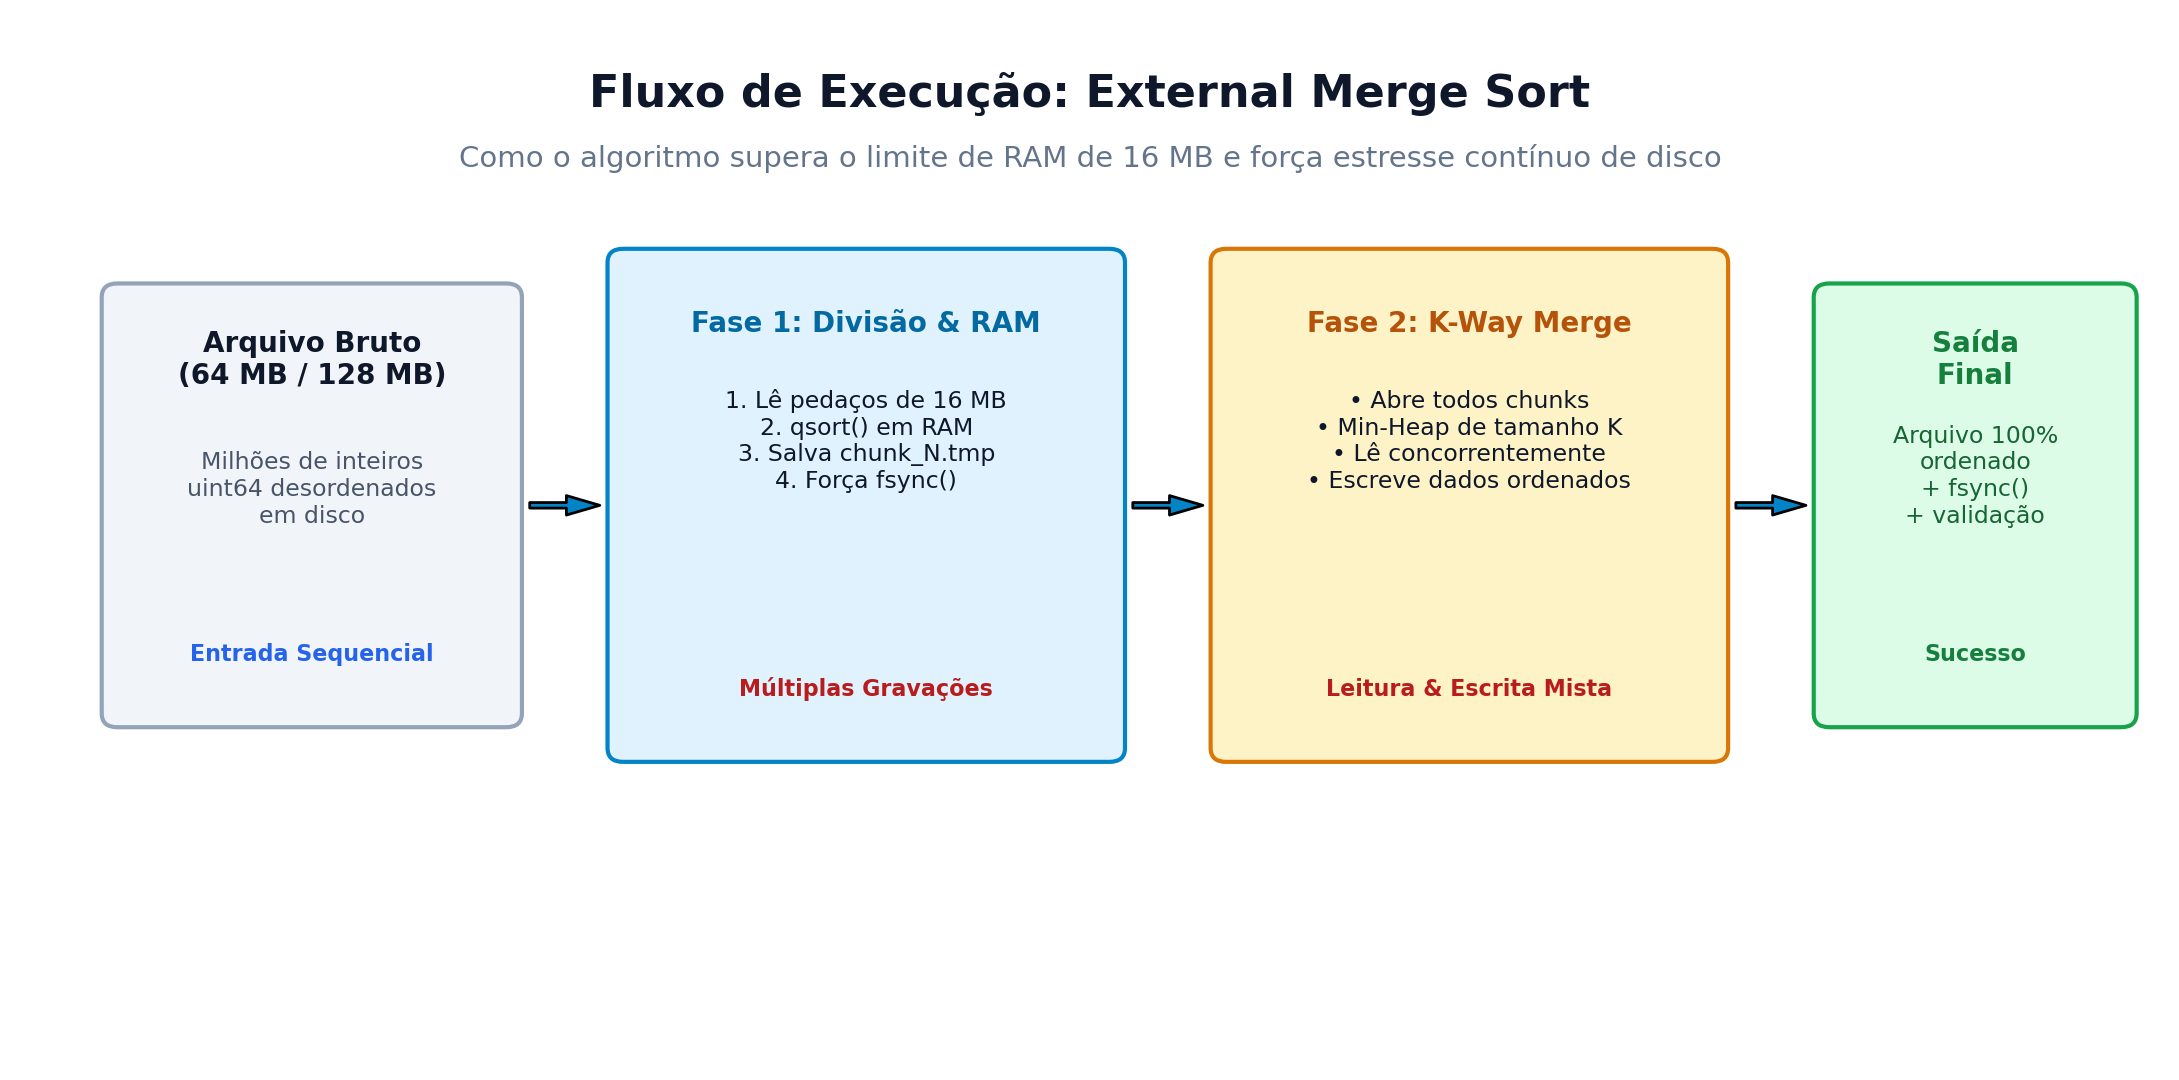 Fluxo de Execução: External Merge Sort
Como o algoritmo supera o limite de RAM de 16 MB e força estresse contínuo de disco
Arquivo Bruto
(64 MB / 128 MB)
Milhões de inteiros
uint64 desordenados
em disco
Entrada Sequencial
Fase 1: Divisão & RAM
1. Lê pedaços de 16 MB
2. qsort() em RAM
3. Salva chunk_N.tmp
4. Força fsync()
Múltiplas Gravações
Fase 2: K-Way Merge
• Abre todos chunks
• Min-Heap de tamanho K
• Lê concorrentemente
• Escreve dados ordenados
Leitura & Escrita Mista
Saída
Final
Arquivo 100%
ordenado
+ fsync()
+ validação
Sucesso